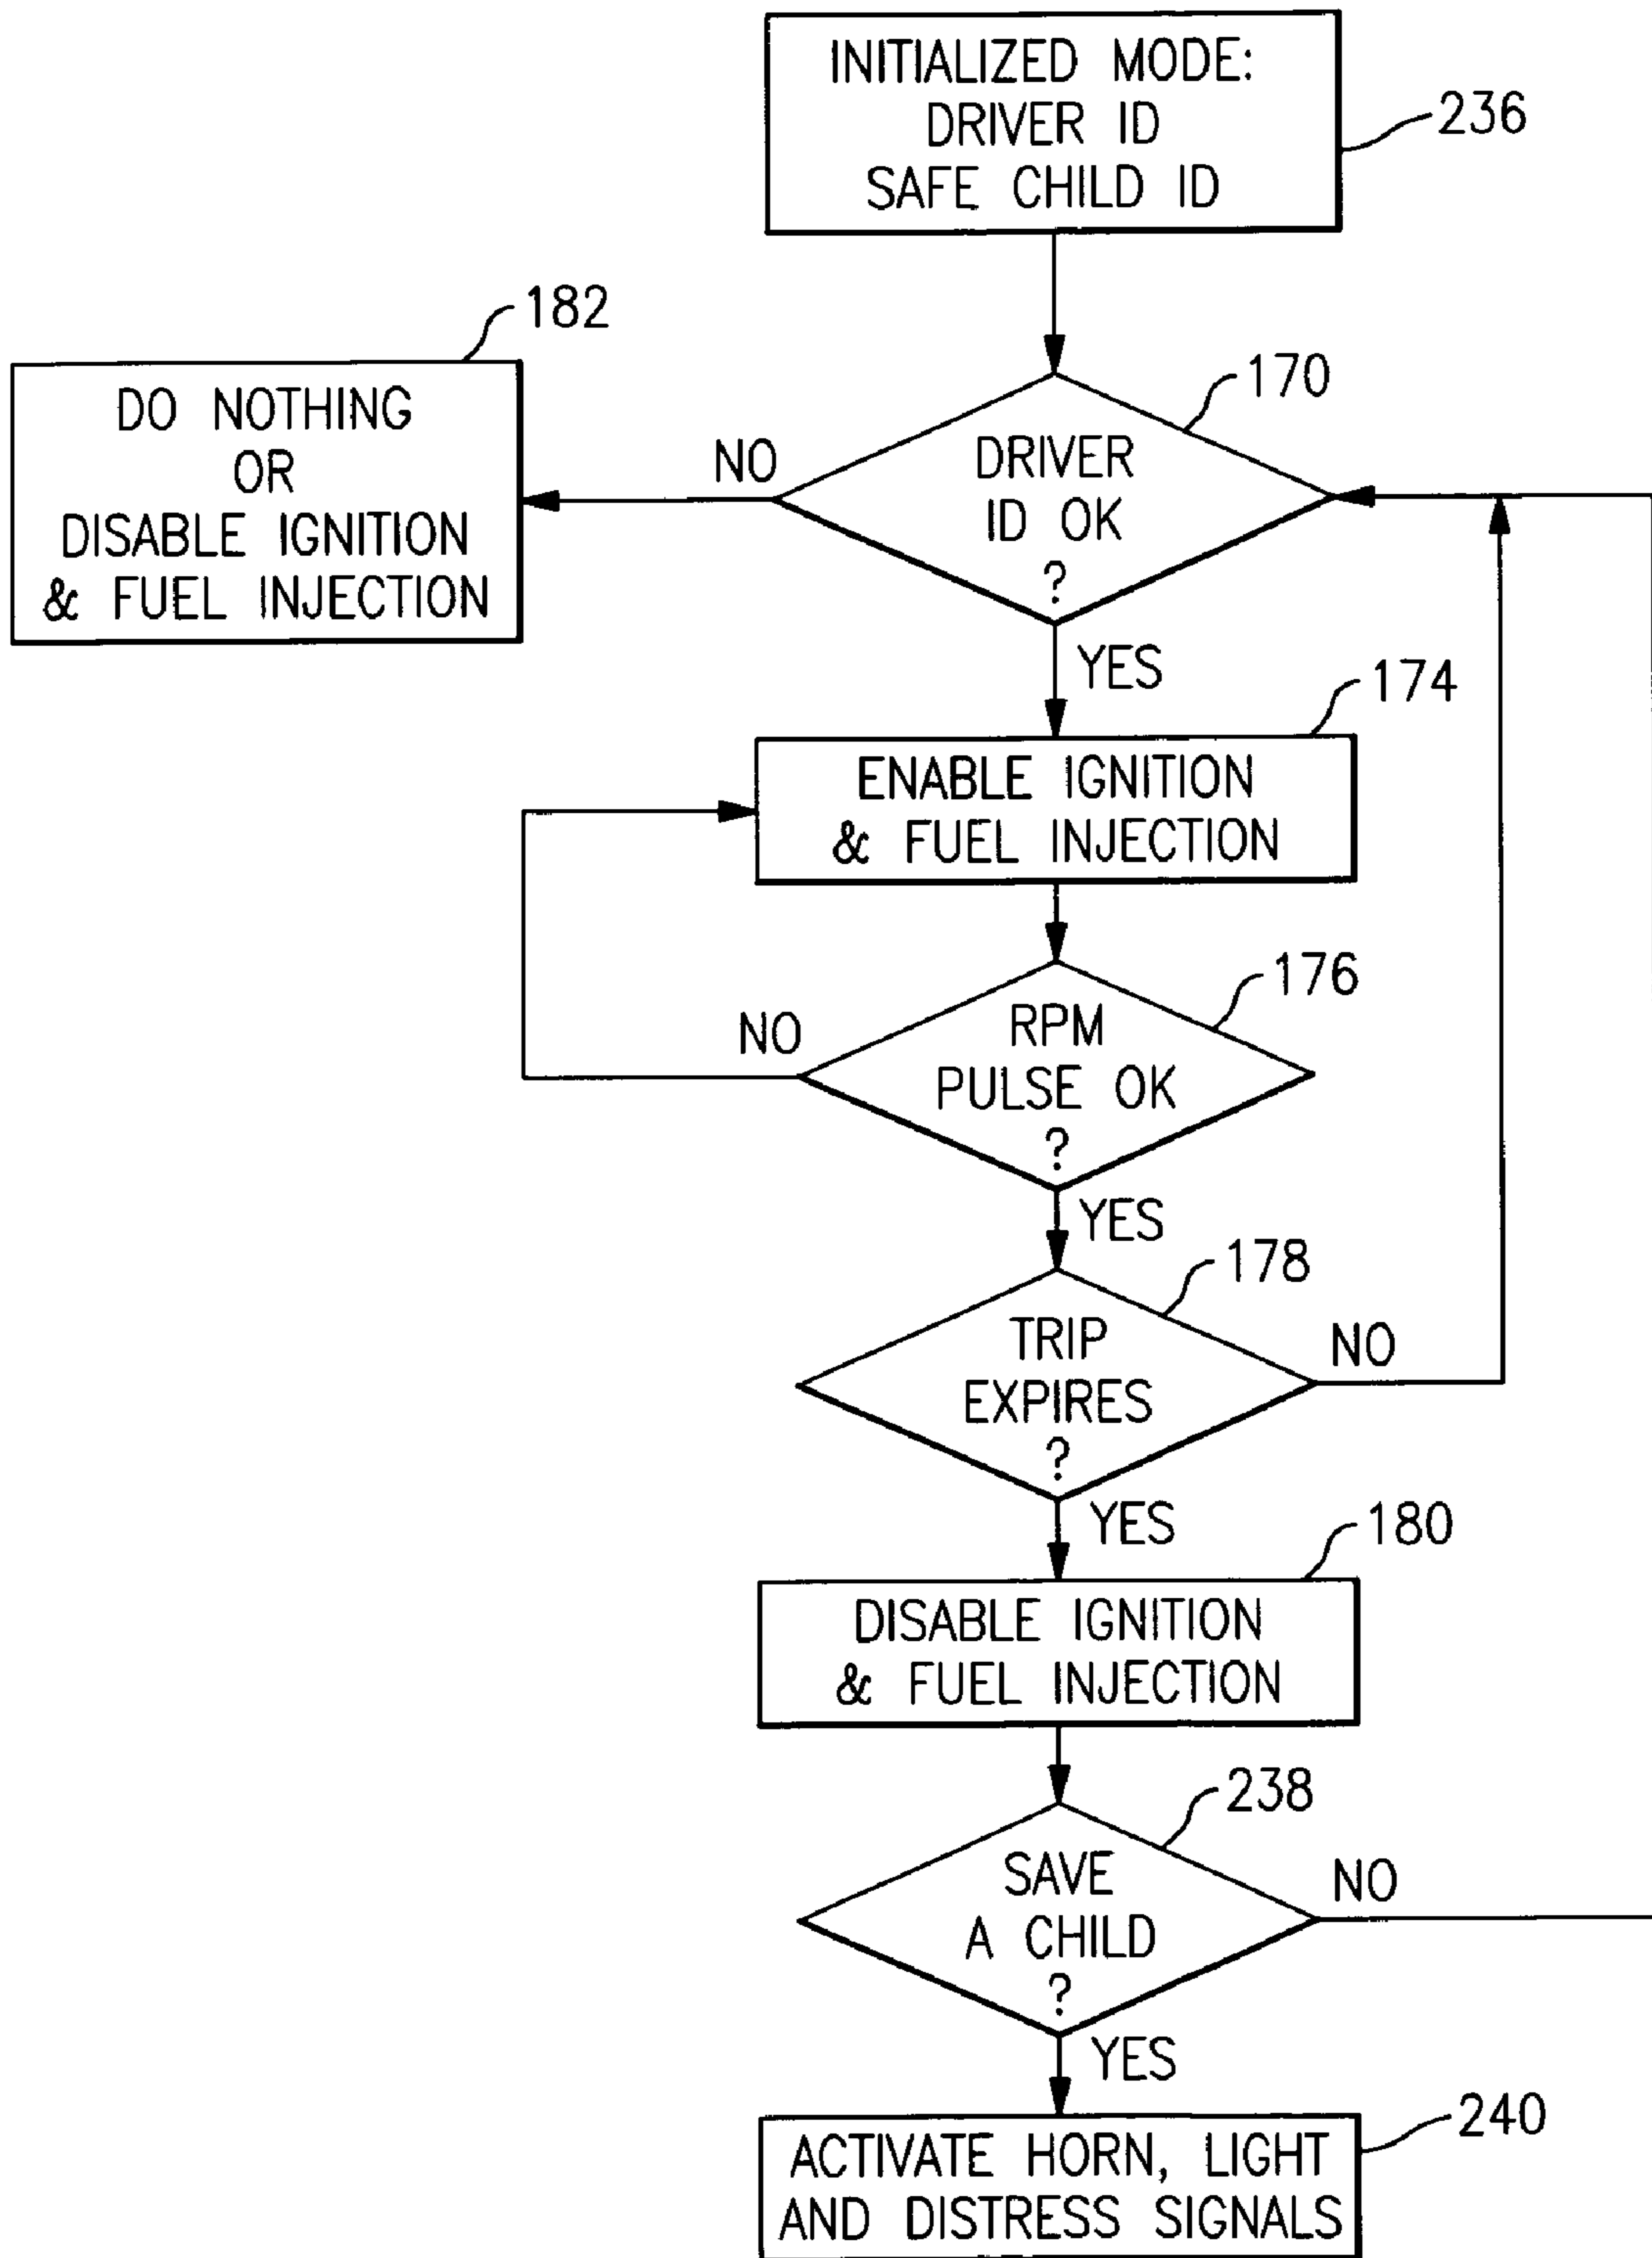 INITIALIZED MODE:
DRIVER ID
SAFE CHILD ID
236
182
DO NOTHING
OR
DISABLE IGNITION
& FUEL INJECTION
NO
170
DRIVER
ID OK
?
YES
174
ENABLE IGNITION
& FUEL INJECTION
176
NO
RPM
PULSE OK
?
YES
178
TRIP
EXPIRES
?
NO
YES
180
DISABLE IGNITION
& FUEL INJECTION
238
SAVE
A CHILD
?
NO
YES
240
ACTIVATE HORN, LIGHT
AND DISTRESS SIGNALS